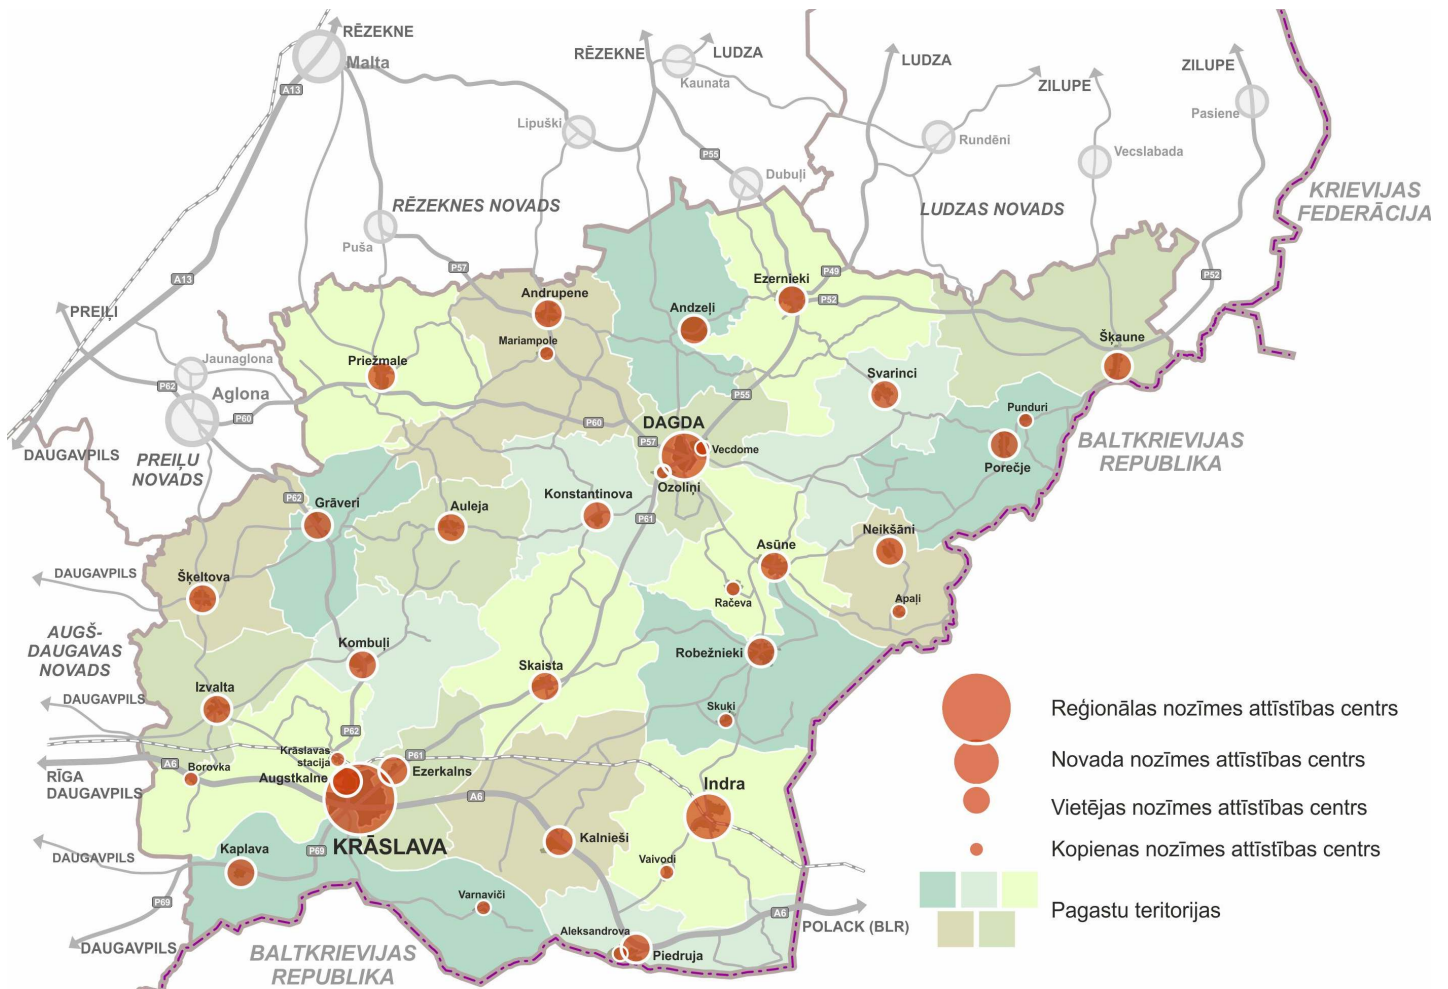 RĒZEKNE
Malta
A13
RĒZEKNE
LUDZA
Kaunata
LUDZA
ZILUPE
ZILUPE
Pasiene
Lipuški
Rundēni
Vecslabada
P55
Dubuļi
KRIEVIJAS
FEDERĀCIJA
RĒZEKNES NOVADS
LUDZAS NOVADS
Puša
A13
P57
P49
P52
P52
Ezernieki
Andrupene
Andzeļi
PREIĻI
Mariampole
Šķaune
Jaunaglona
Priežmale
Svarinci
P62
Aglona
P60
P55
P60
Punduri
DAGDA
P57
Vecdome
Porečje
BALTKRIEVIJAS
REPUBLIKA
DAUGAVPILS
PREIĻU
NOVADS
Ozoliņi
P62
Grāveri
Auleja
Konstantinova
P61
Neikšāni
Asūne
DAUGAVPILS
Šķeltova
Račeva
Apaļi
AUGŠ-
DAUGAVAS
NOVADS
Kombuļi
Robežnieki
Skaista
Izvalta
DAUGAVPILS
Skuķi
P62
Krāslavas
stacija
P61
Borovka
A6
Augstkalne
Ezerkalns
RĪGA
DAUGAVPILS
Indra
A6
KRĀSLAVA
Kalnieši
P69
Kaplava
DAUGAVPILS
Vaivodi
Varnaviči
P69
A6
POLACK (BLR)
Aleksandrova
Piedruja
DAUGAVPILS
BALTKRIEVIJAS
REPUBLIKA
Reģionālas nozīmes attīstības centrs
Novada nozīmes attīstības centrs
Vietējas nozīmes attīstības centrs
Kopienas nozīmes attīstības centrs
Pagastu teritorijas